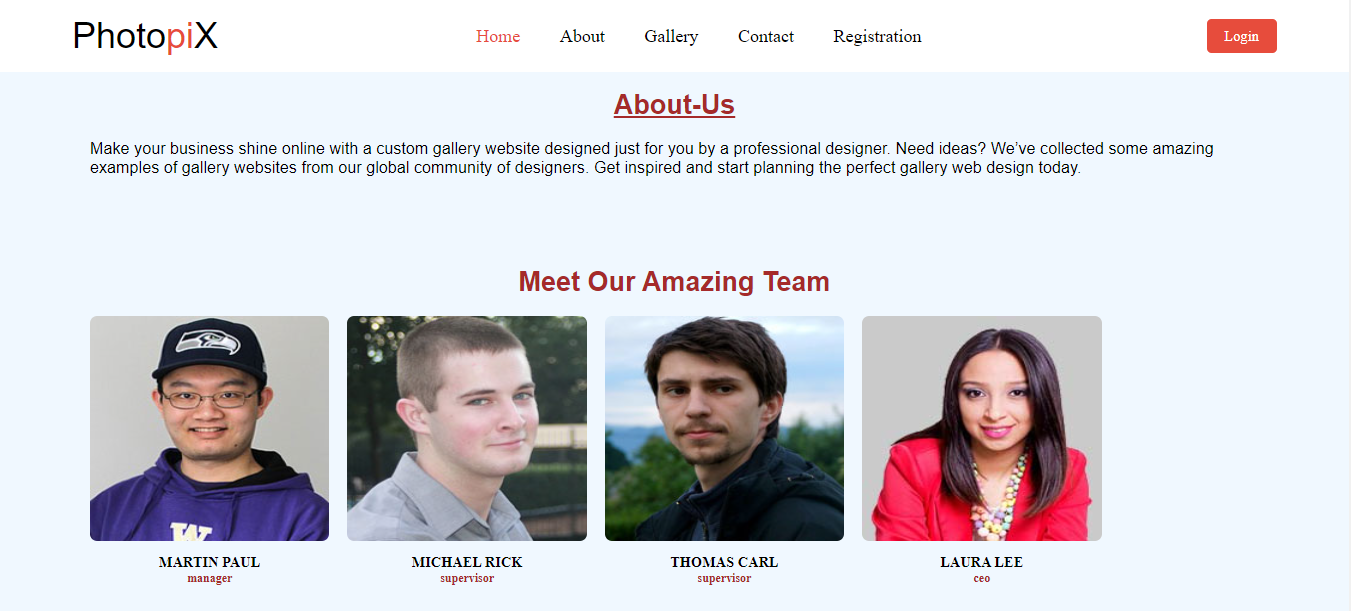 PhotopiX
Home About Gallery Contact Registration Login
About-Us
Make your business shine online with a custom gallery website designed just for you by a professional designer. Need ideas? We’ve collected some amazing
examples of gallery websites from our global community of designers. Get inspired and start planning the perfect gallery web design today.
Meet Our Amazing Team
W
MARTIN PAUL MICHAEL RICK THOMAS CARL LAURA LEE
manager supervisor supervisor ceo